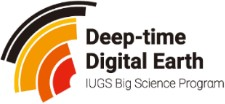 Deep-time
Digital Earth
IUGS Big Science Program